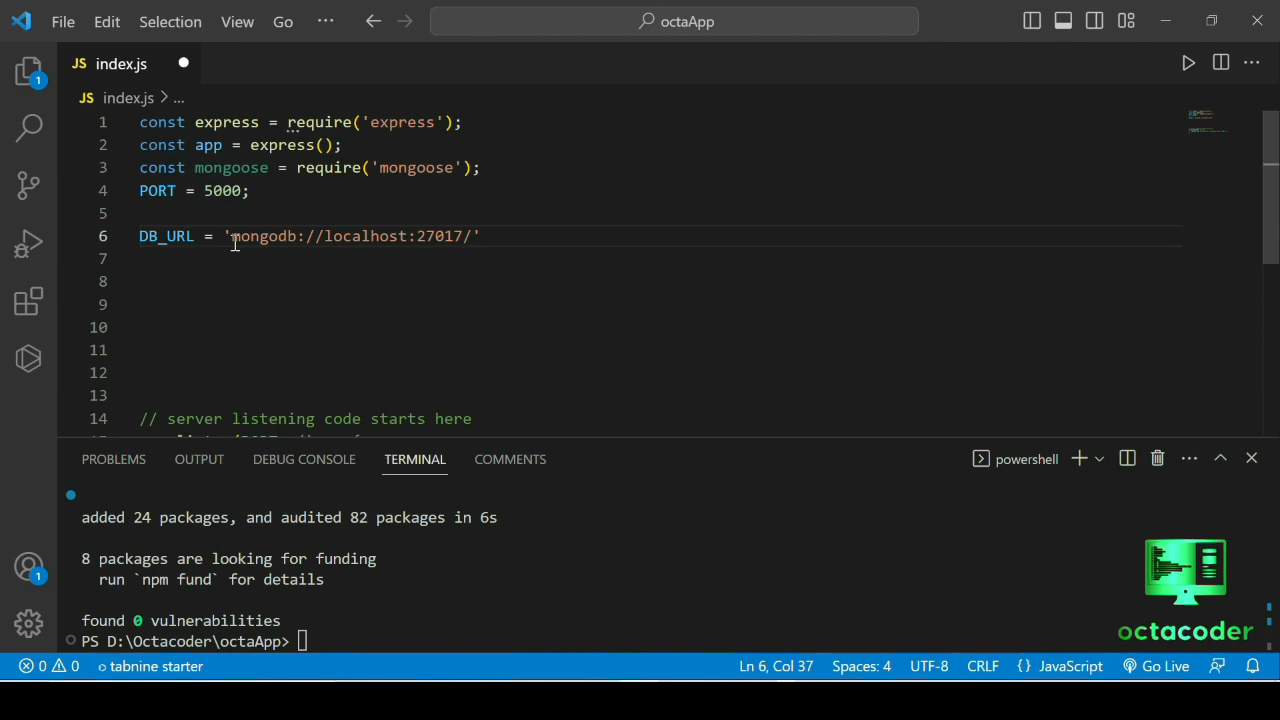 File Edit Selection View Go ··· octaApp
JS index.js
JS index.js > ...
1 const express = require('express');
2 const app = express();
3 const mongoose = require('mongoose');
4 PORT = 5000;
5
6 DB_URL = 'mongodb://localhost:27017/'
7
8
9
10
11
12
13
14 // server listening code starts here
PROBLEMS OUTPUT DEBUG CONSOLE TERMINAL COMMENTS powershell
added 24 packages, and audited 82 packages in 6s
8 packages are looking for funding
run `npm fund` for details
found 0 vulnerabilities
PS D:\Octacoder\octaApp>
octacoder
1
1
0 0 tabnine starter Ln 6, Col 37 Spaces: 4 UTF-8 CRLF {} JavaScript Go Live